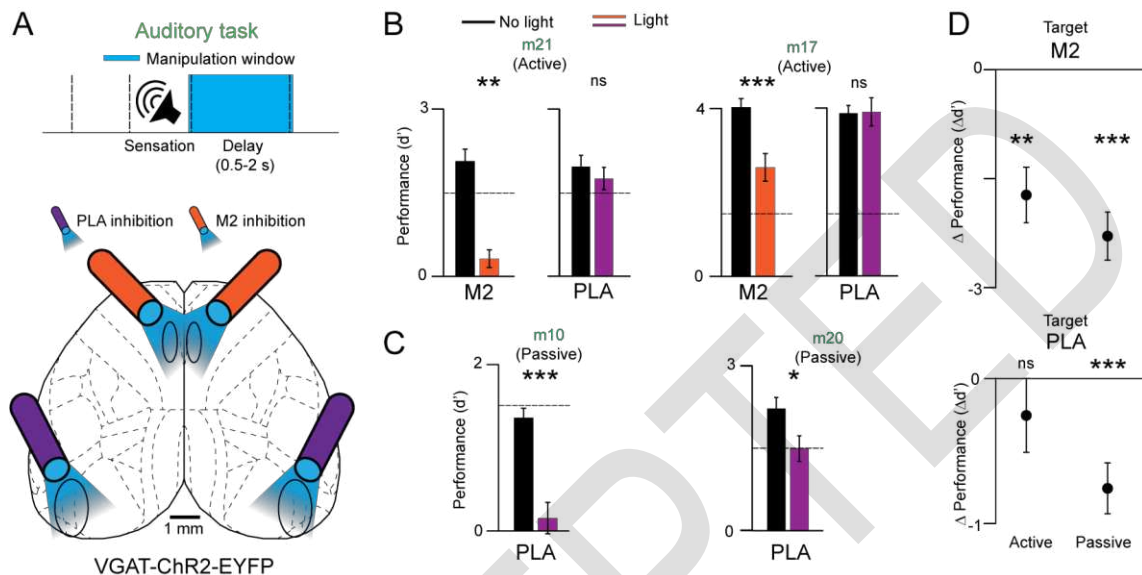 A
Auditory task
Manipulation window
Sensation
Delay
(0.5-2 s)
PLA inhibition
M2 inhibition
1 mm
VGAT-ChR2-EYFP
B
No light
Light
m21
(Active)
m17
(Active)
**
ns
***
ns
3
0
4
0
Performance (d')
M2
PLA
M2
PLA
C
m10
(Passive)
m20
(Passive)
***
*
2
0
3
0
Performance (d')
PLA
PLA
D
Target
M2
0
**
***
-3
Δ Performance (Δd')
Target
PLA
0
ns
***
-1
Δ Performance (Δd')
Active
Passive